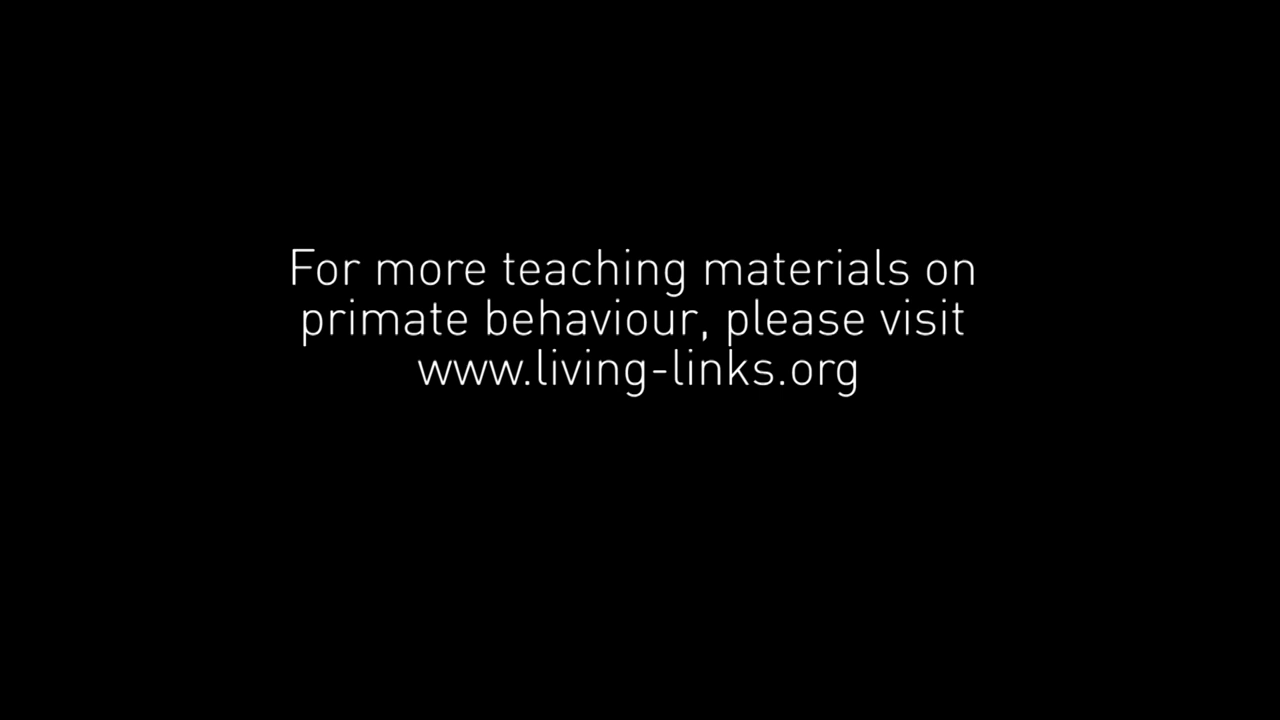 For more teaching materials on
primate behaviour, please visit
www.living-links.org